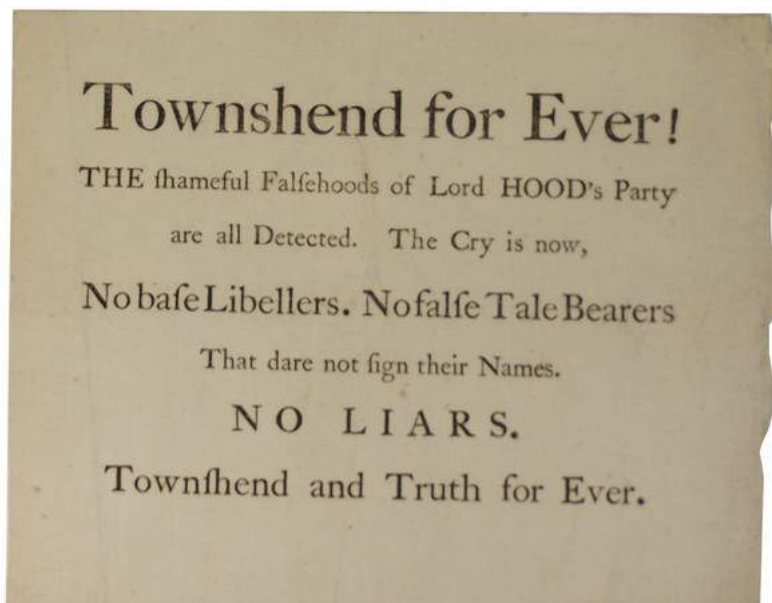 Townshend for Ever!
THE ſhameful Falſehoods of Lord HOOD's Party
are all Detected. The Cry is now,
No baſe Libellers. No falſe Tale Bearers
That dare not ſign their Names.
NO LIARS.
Townſhend and Truth for Ever.